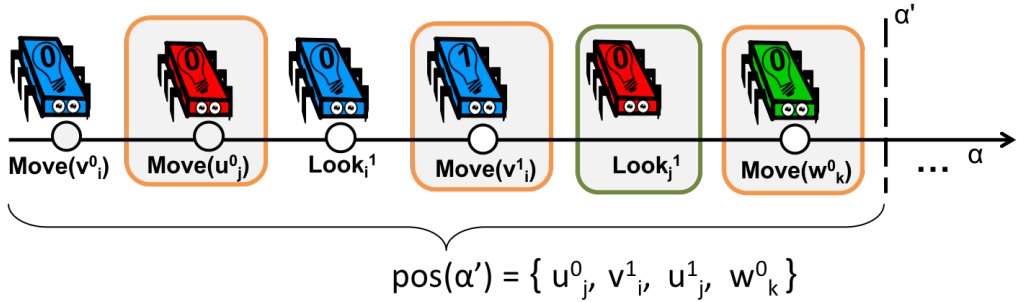 α'
0 0 0 1 0 0
Move(v⁰ᵢ) Move(u⁰ⱼ) Lookᵢ¹ Move(v¹ᵢ) Lookⱼ¹ Move(w⁰ₖ) ... α
pos(α') = { u⁰ⱼ, v¹ᵢ, u¹ⱼ, w⁰ₖ }